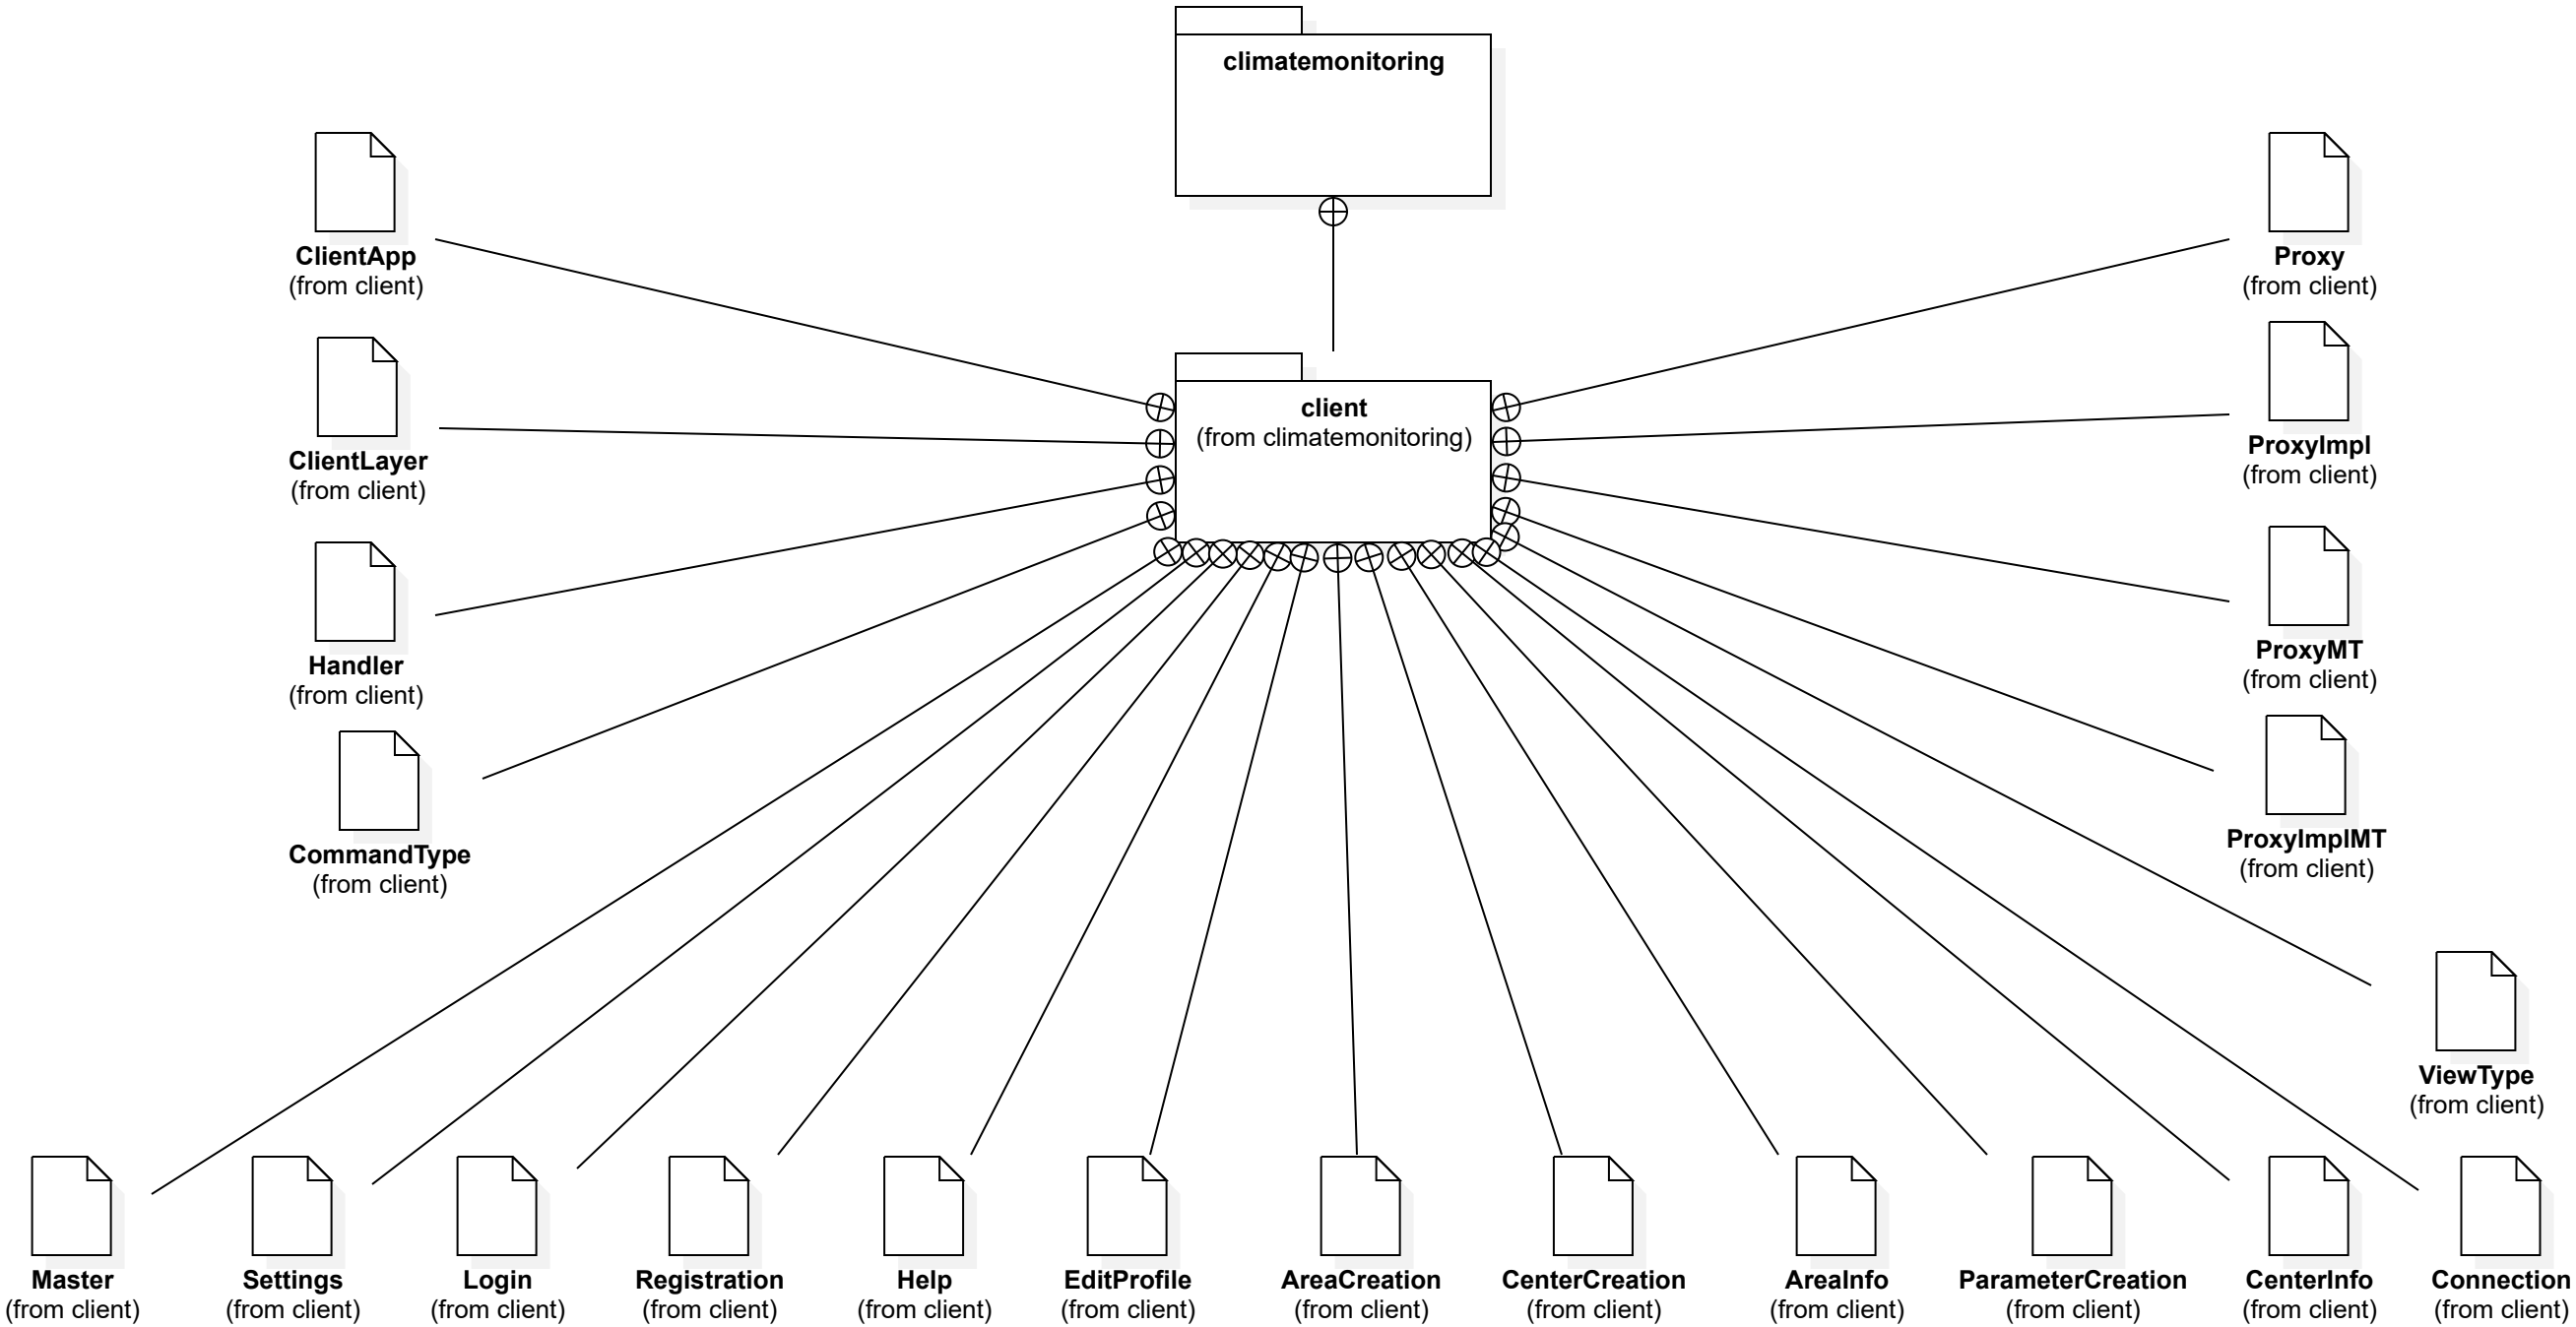 climatemonitoring
ClientApp
(from client)
Proxy
(from client)
ClientLayer
(from client)
client
(from climatemonitoring)
ProxyImpl
(from client)
Handler
(from client)
ProxyMT
(from client)
CommandType
(from client)
ProxyImplMT
(from client)
ViewType
(from client)
Master
(from client)
Settings
(from client)
Login
(from client)
Registration
(from client)
Help
(from client)
EditProfile
(from client)
AreaCreation
(from client)
CenterCreation
(from client)
AreaInfo
(from client)
ParameterCreation
(from client)
CenterInfo
(from client)
Connection
(from client)